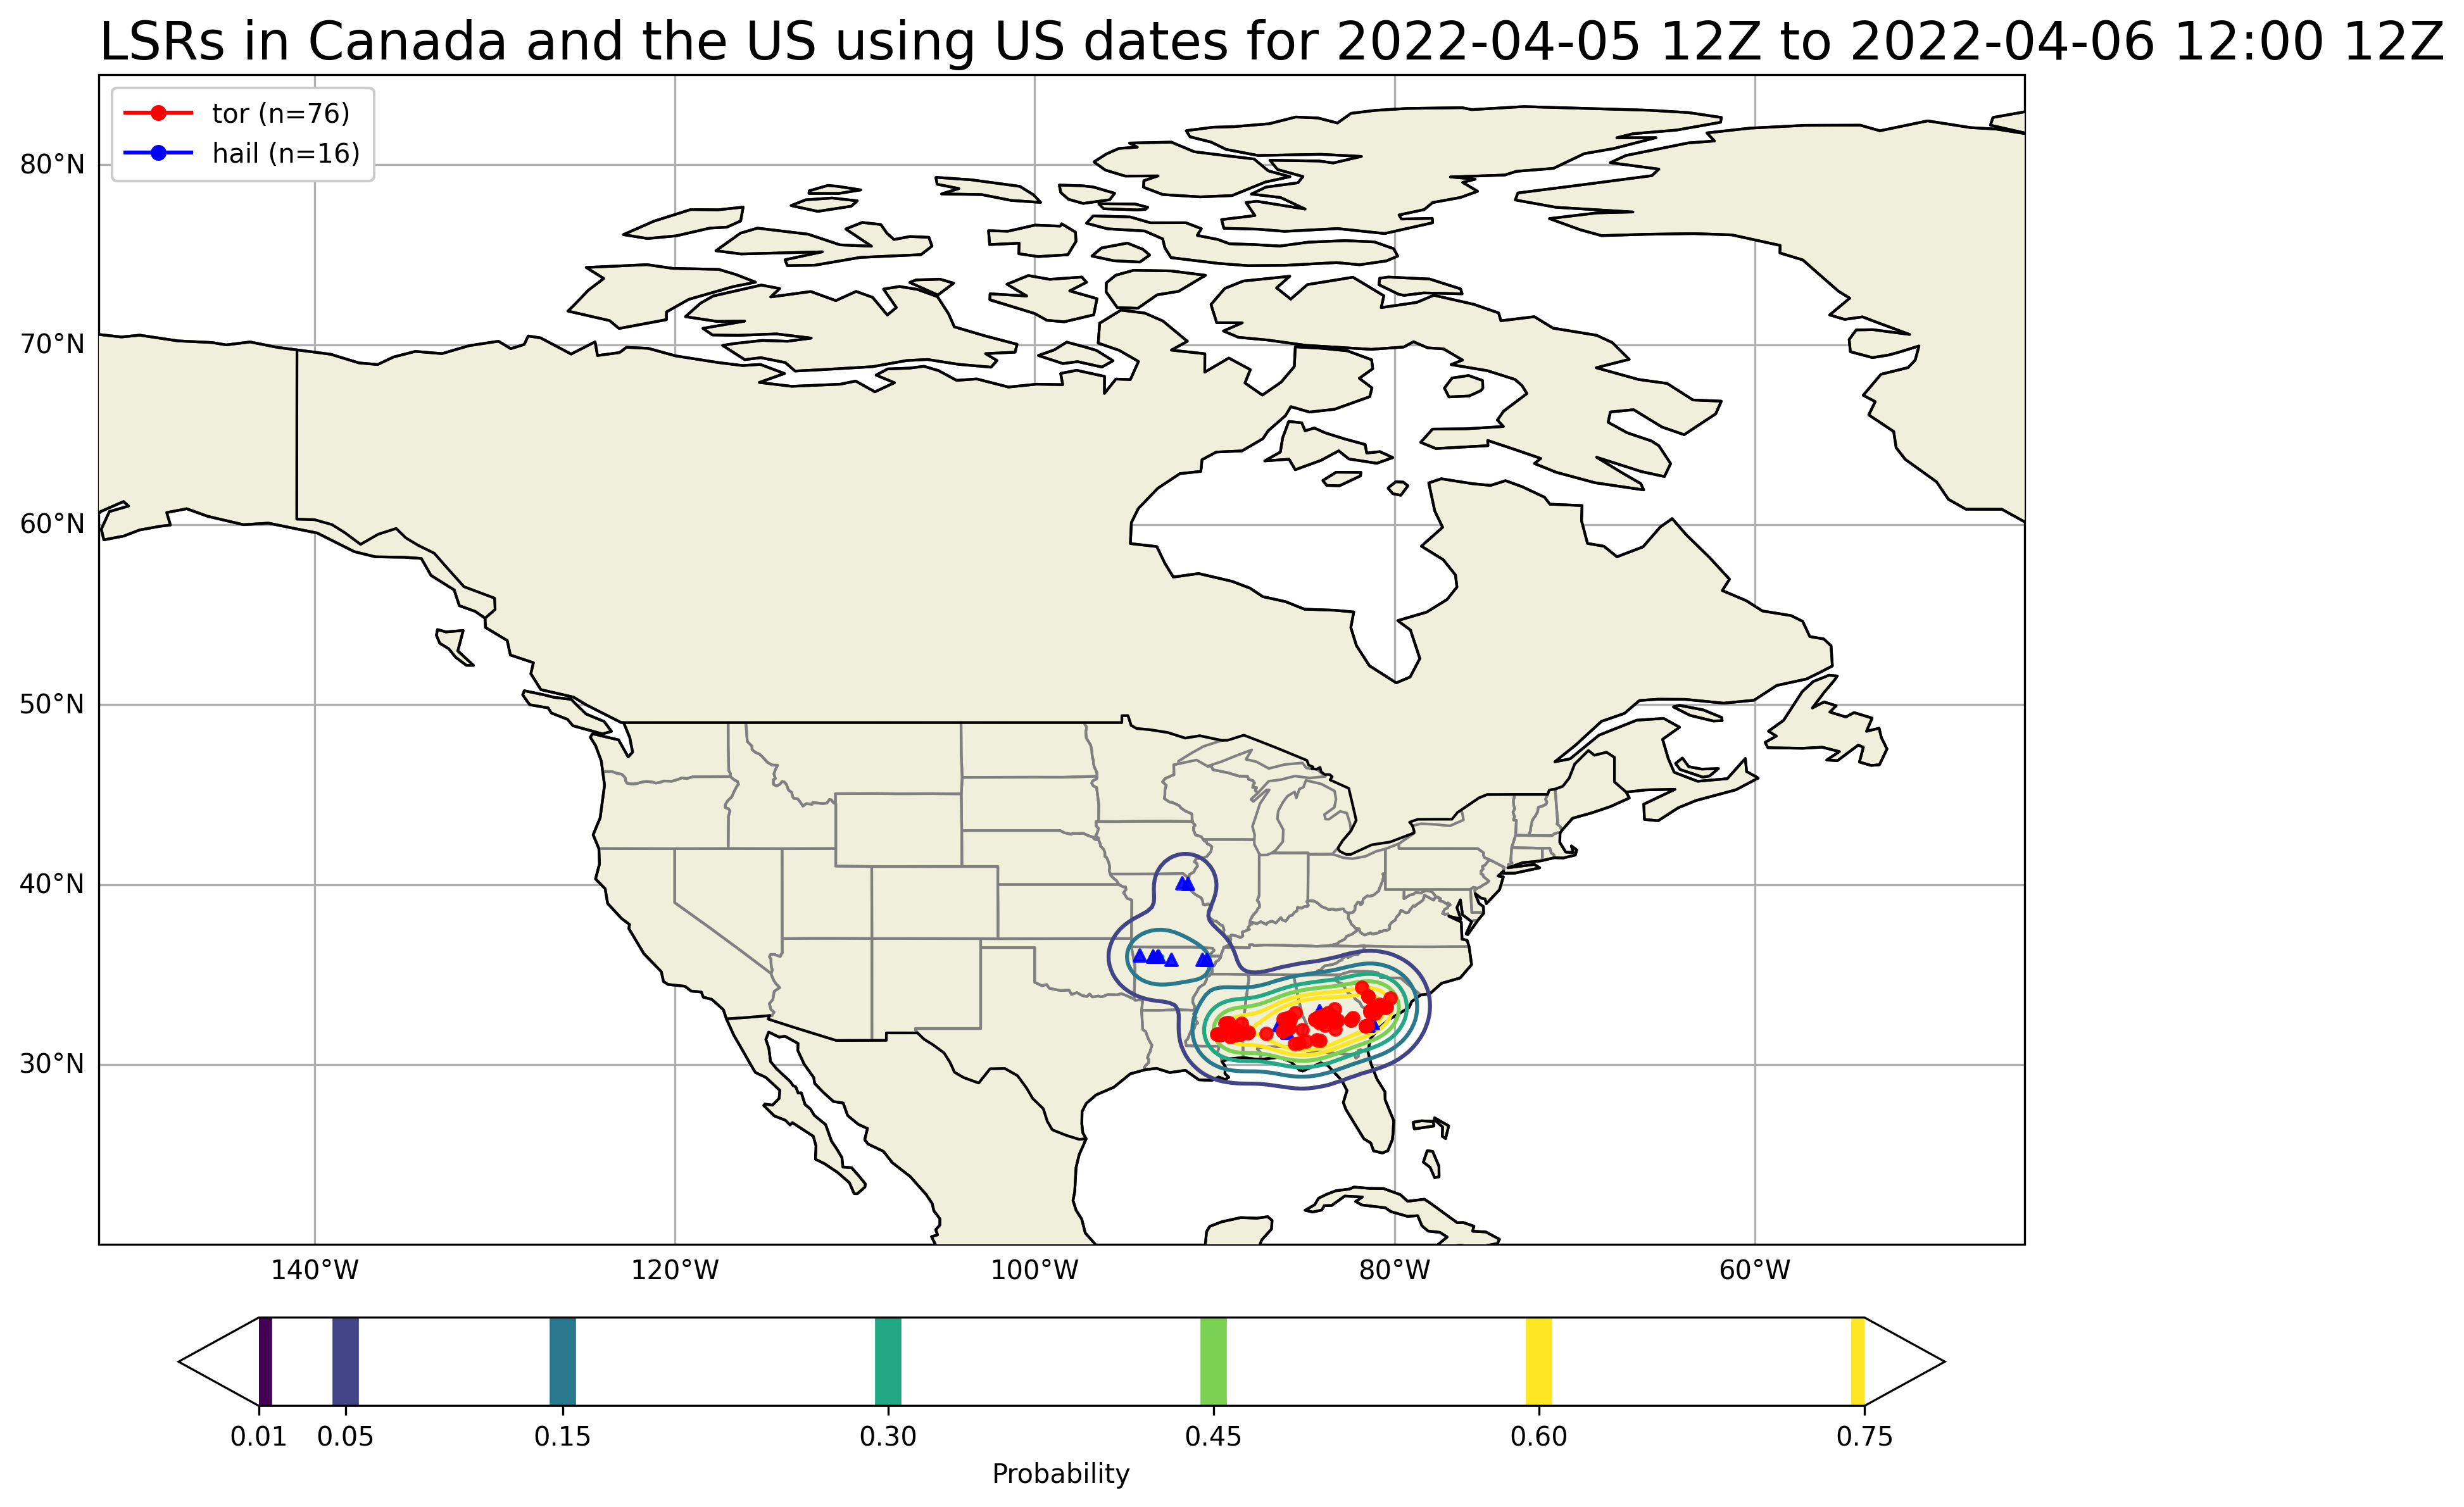 LSRs in Canada and the US using US dates for 2022-04-05 12Z to 2022-04-06 12:00 12Z
tor (n=76)
hail (n=16)
80°N
70°N
60°N
50°N
40°N
30°N
140°W 120°W 100°W 80°W 60°W
0.01 0.05 0.15 0.30 0.45 0.60 0.75
Probability